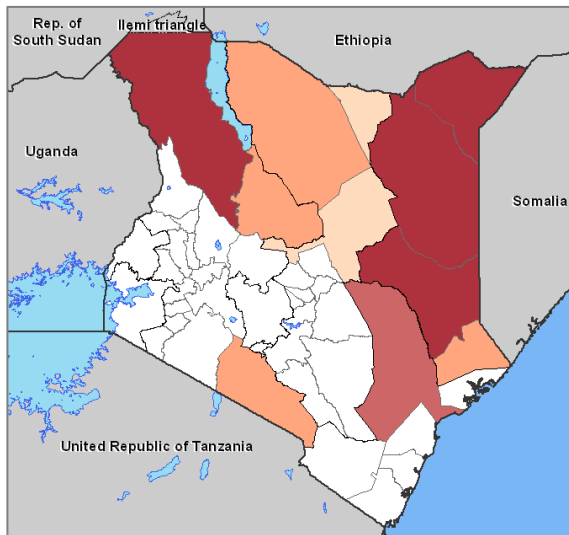 Rep. of
South Sudan
Ilemi triangle
Ethiopia
Uganda
Somalia
United Republic of Tanzania